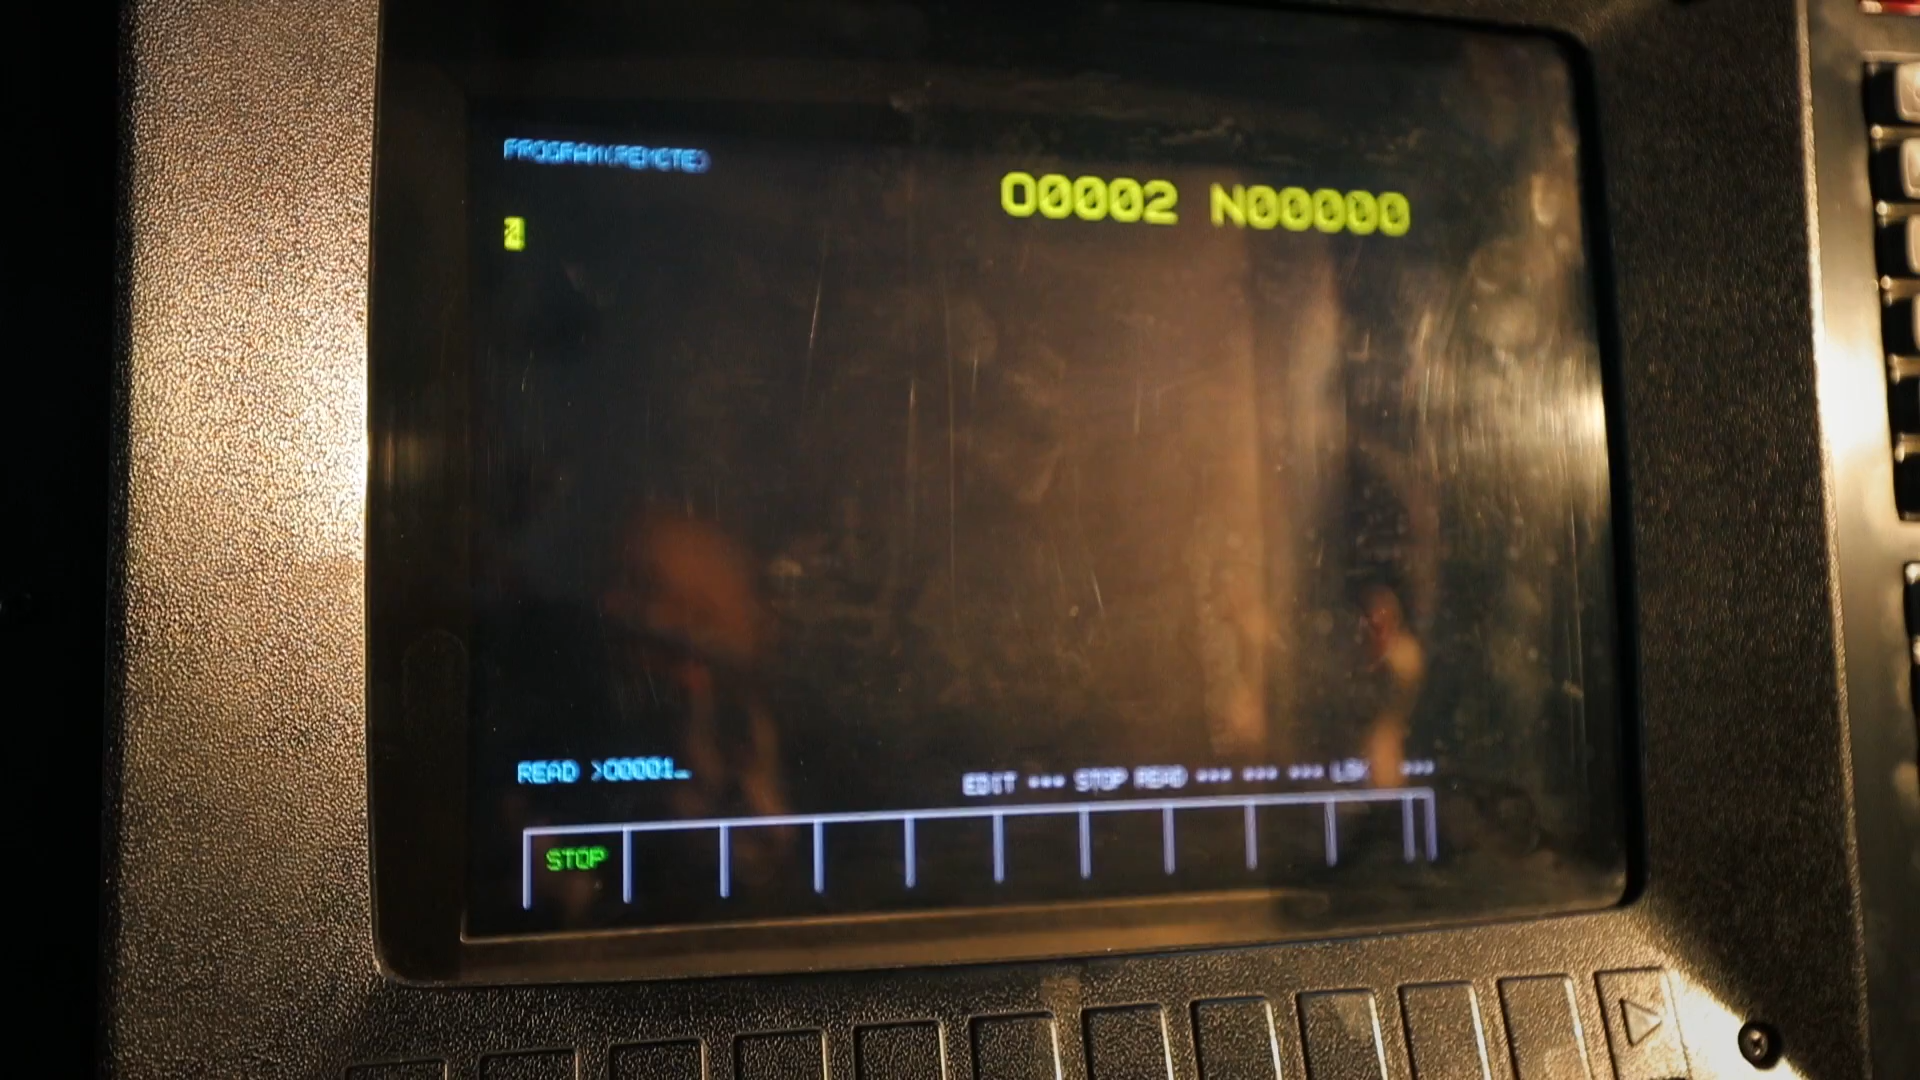 PROGRAM(REMOTE)
O0002 N00000
READ >O0001_
EDIT *** STOP READ *** *** *** LSK ***
STOP